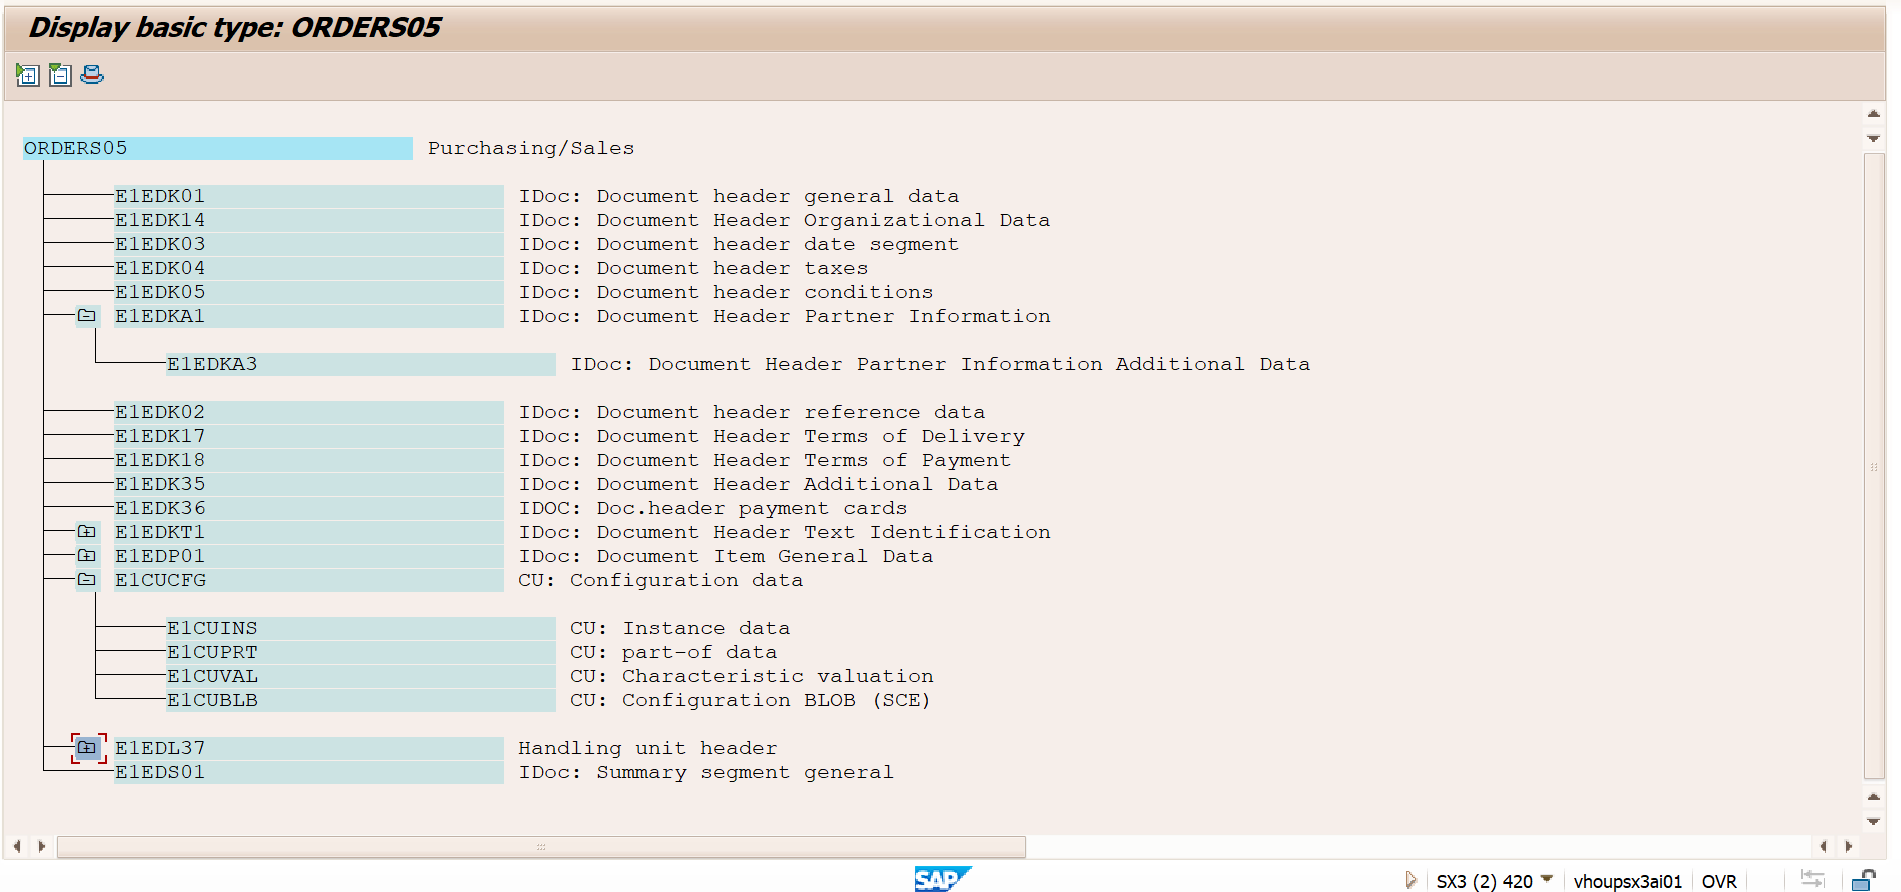 Display basic type: ORDERS05
ORDERS05 Purchasing/Sales
E1EDK01 IDoc: Document header general data
E1EDK14 IDoc: Document Header Organizational Data
E1EDK03 IDoc: Document header date segment
E1EDK04 IDoc: Document header taxes
E1EDK05 IDoc: Document header conditions
E1EDKA1 IDoc: Document Header Partner Information
E1EDKA3 IDoc: Document Header Partner Information Additional Data
E1EDK02 IDoc: Document header reference data
E1EDK17 IDoc: Document Header Terms of Delivery
E1EDK18 IDoc: Document Header Terms of Payment
E1EDK35 IDoc: Document Header Additional Data
E1EDK36 IDOC: Doc.header payment cards
E1EDKT1 IDoc: Document Header Text Identification
E1EDP01 IDoc: Document Item General Data
E1CUCFG CU: Configuration data
E1CUINS CU: Instance data
E1CUPRT CU: part-of data
E1CUVAL CU: Characteristic valuation
E1CUBLB CU: Configuration BLOB (SCE)
E1EDL37 Handling unit header
E1EDS01 IDoc: Summary segment general
SAP SX3 (2) 420 vhoupsx3ai01 OVR